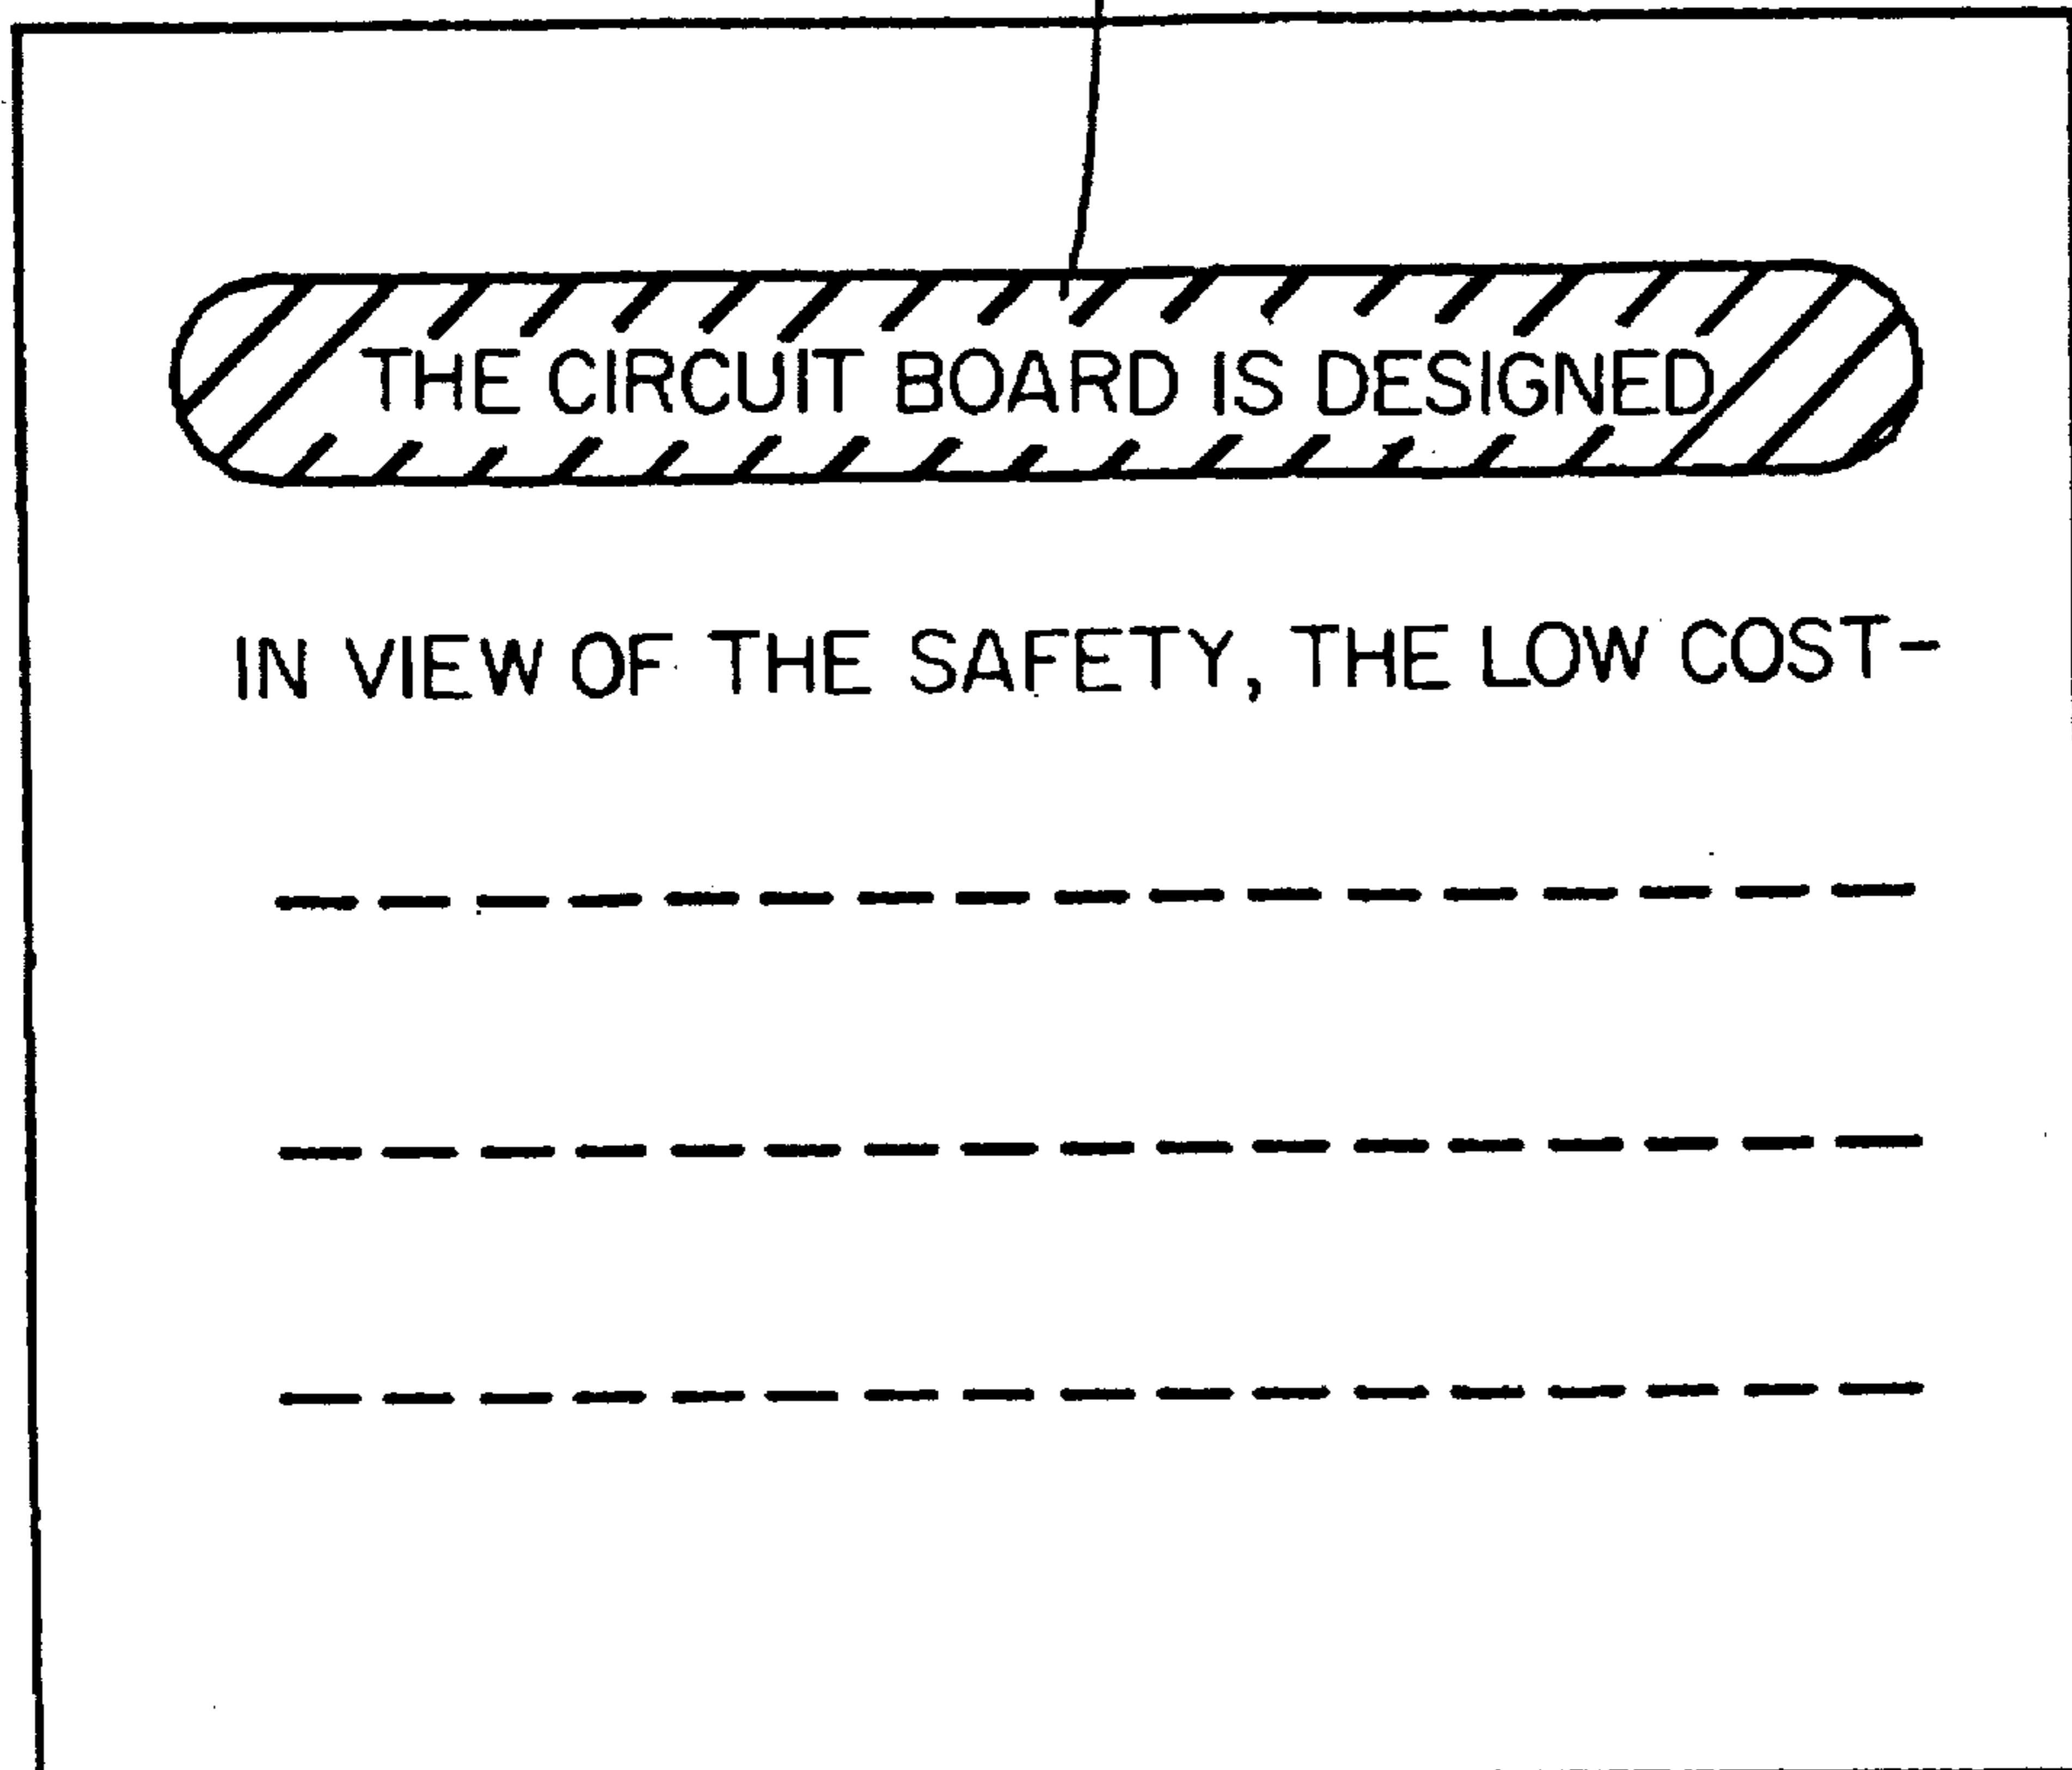 THE CIRCUIT BOARD IS DESIGNED
IN VIEW OF THE SAFETY, THE LOW COST-